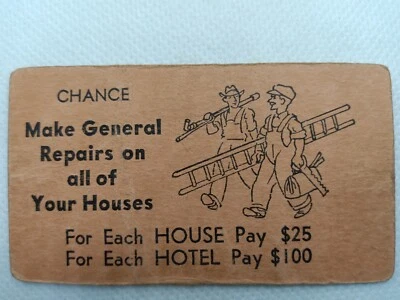 CHANCE
Make General
Repairs on
all of
Your Houses
For Each HOUSE Pay $25
For Each HOTEL Pay $100